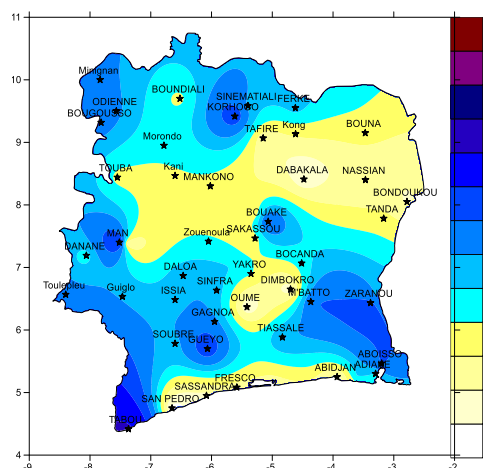 11
10
9
8
7
6
5
4
Minignan
ODIENNE
BOUGOUSSO
BOUNDIALI
SINEMATIALI
KORHOGO
FERKE
TAFIRE
Kong
BOUNA
Morondo
TOUBA
Kani
MANKONO
DABAKALA
NASSIAN
BONDOUKOU
TANDA
BOUAKE
SAKASSOU
Zouenoula
MAN
DANANE
DALOA
YAKRO
BOCANDA
Toulepleu
Guiglo
ISSIA
SINFRA
DIMBOKRO
M'BATTO
ZARANOU
OUME
GAGNOA
SOUBRE
GUEYO
TIASSALE
ABOISSO
ADIAKE
ABIDJAN
FRESCO
SASSANDRA
SAN PEDRO
TABOU
-9 -8 -7 -6 -5 -4 -3 -2